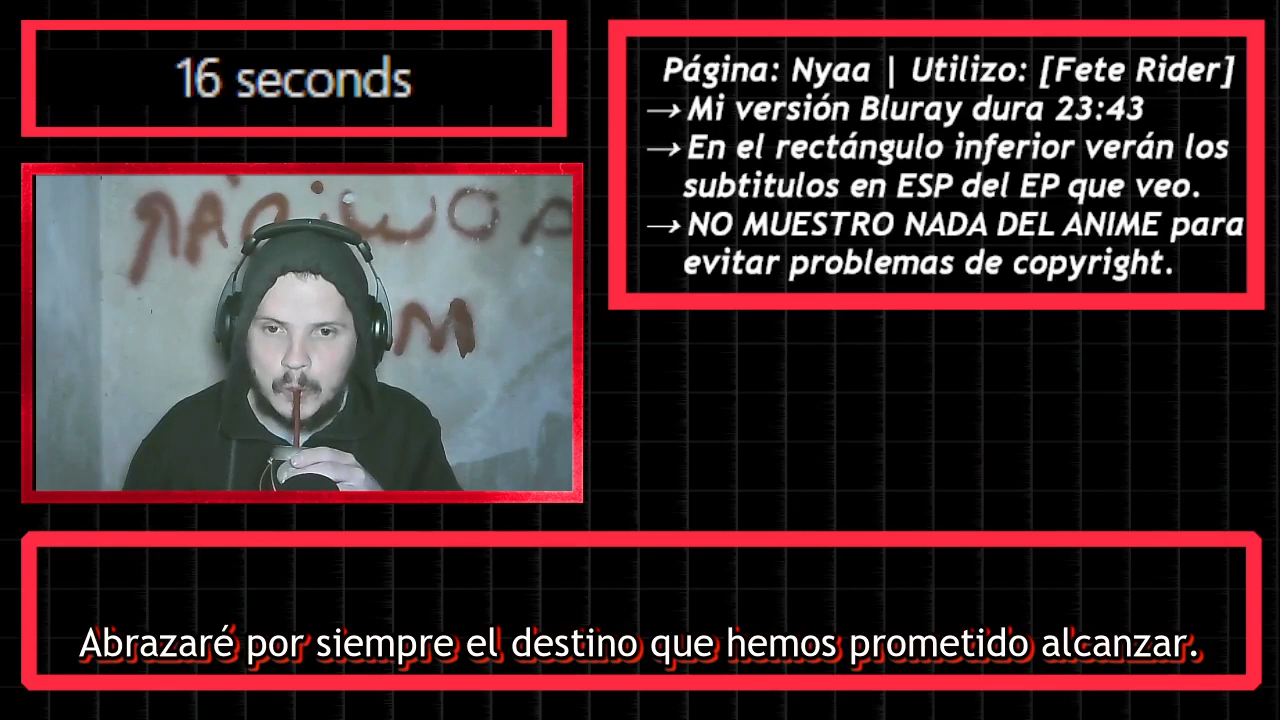 16 seconds
Página: Nyaa | Utilizo: [Fete Rider]
→ Mi versión Bluray dura 23:43
→ En el rectángulo inferior verán los
subtitulos en ESP del EP que veo.
→ NO MUESTRO NADA DEL ANIME para
evitar problemas de copyright.
Abrazaré por siempre el destino que hemos prometido alcanzar.